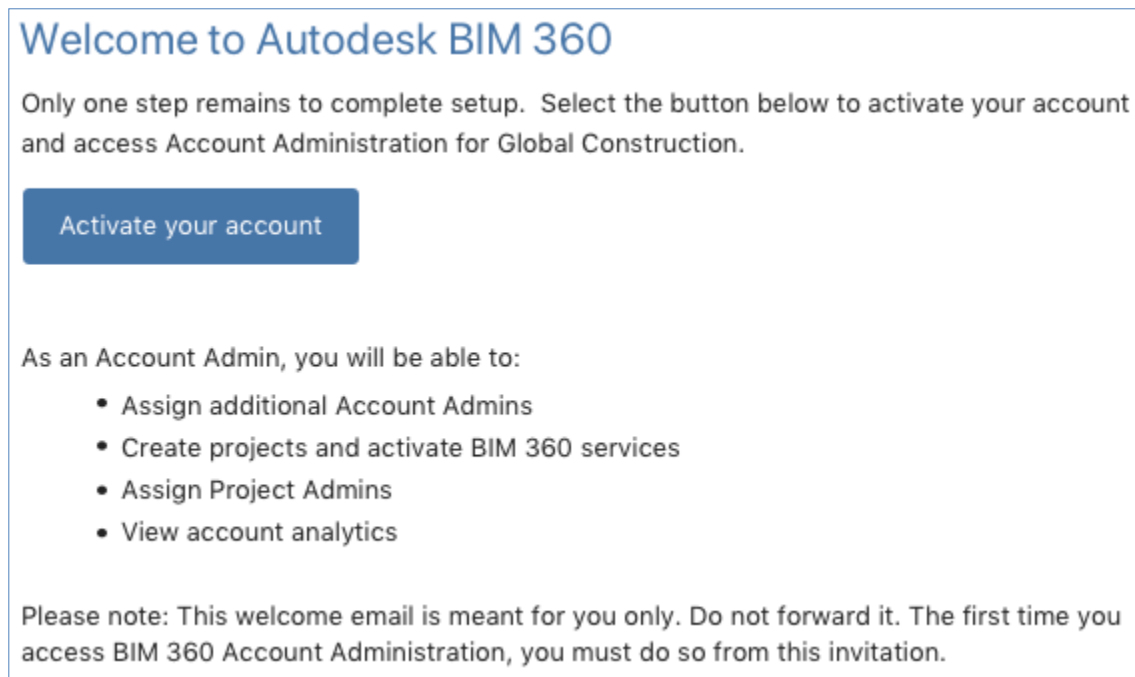 Welcome to Autodesk BIM 360
Only one step remains to complete setup.  Select the button below to activate your account
and access Account Administration for Global Construction.
Activate your account
As an Account Admin, you will be able to:
• Assign additional Account Admins
• Create projects and activate BIM 360 services
• Assign Project Admins
• View account analytics
Please note: This welcome email is meant for you only. Do not forward it. The first time you
access BIM 360 Account Administration, you must do so from this invitation.